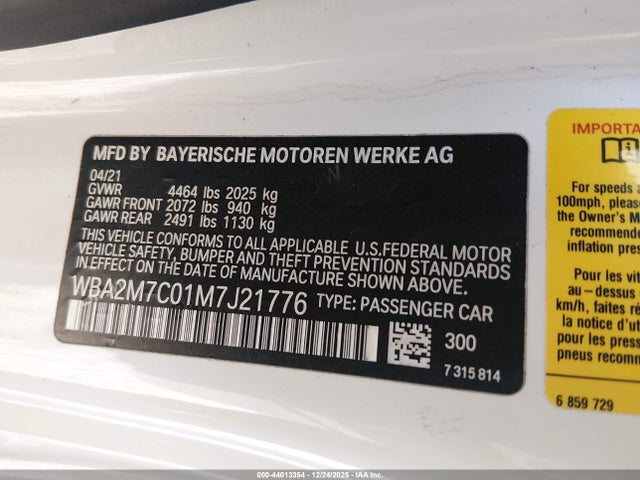 MFD BY BAYERISCHE MOTOREN WERKE AG
04/21
GVWR 4464 lbs 2025 kg
GAWR FRONT 2072 lbs 940 kg
GAWR REAR 2491 lbs 1130 kg
THIS VEHICLE CONFORMS TO ALL APPLICABLE U.S.FEDERAL MOTOR
VEHICLE SAFETY, BUMPER AND THEFT PREVENTION STANDARDS
IN EFFECT ON THE DATE OF MANUFACTURE SHOWN ABOVE.
WBA2M7C01M7J21776 TYPE: PASSENGER CAR
300
7 315 814
IMPORTA
For speeds a
100mph, please
the Owner's M
recommende
inflation press
Pour les vit
au-dessus d
km/h, faites ré
la notice d'u
pour les press
pneus recomm
6 859 729
000-44013354 | 12/24/2025 - IAAI.com